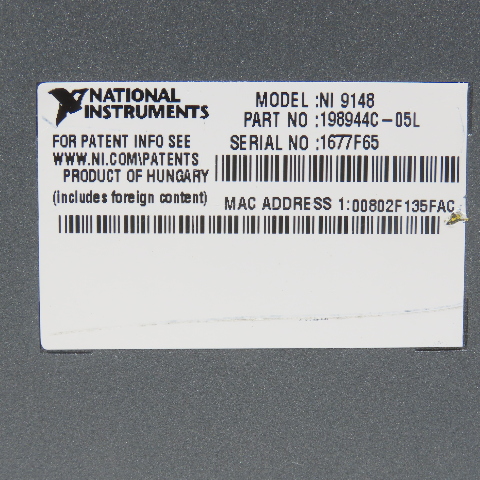 NATIONAL
INSTRUMENTS
FOR PATENT INFO SEE
WWW.NI.COM\PATENTS
PRODUCT OF HUNGARY
(includes foreign content)
MODEL :NI 9148
PART NO :198944C-05L
SERIAL NO :1677F65
MAC ADDRESS 1:00802F135FAC